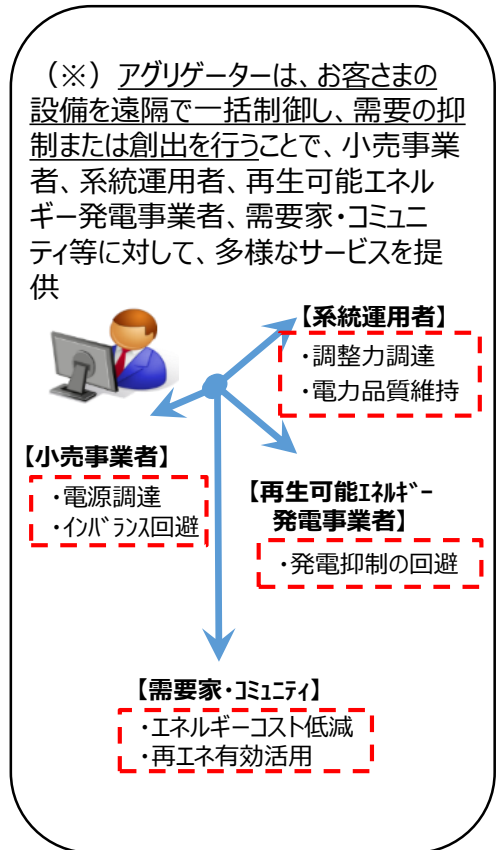 （※）アグリゲーターは、お客さまの
設備を遠隔で一括制御し、需要の抑
制または創出を行うことで、小売事業
者、系統運用者、再生可能エネル
ギー発電事業者、需要家・コミュニ
ティ等に対して、多様なサービスを提
供
【系統運用者】
・調整力調達
・電力品質維持
【小売事業者】
・電源調達
・ｲﾝﾊﾞﾗﾝｽ回避
【再生可能ｴﾈﾙｷﾞｰ
発電事業者】
・発電抑制の回避
【需要家・ｺﾐｭﾆﾃｨ】
・エネルギーコスト低減
・再エネ有効活用